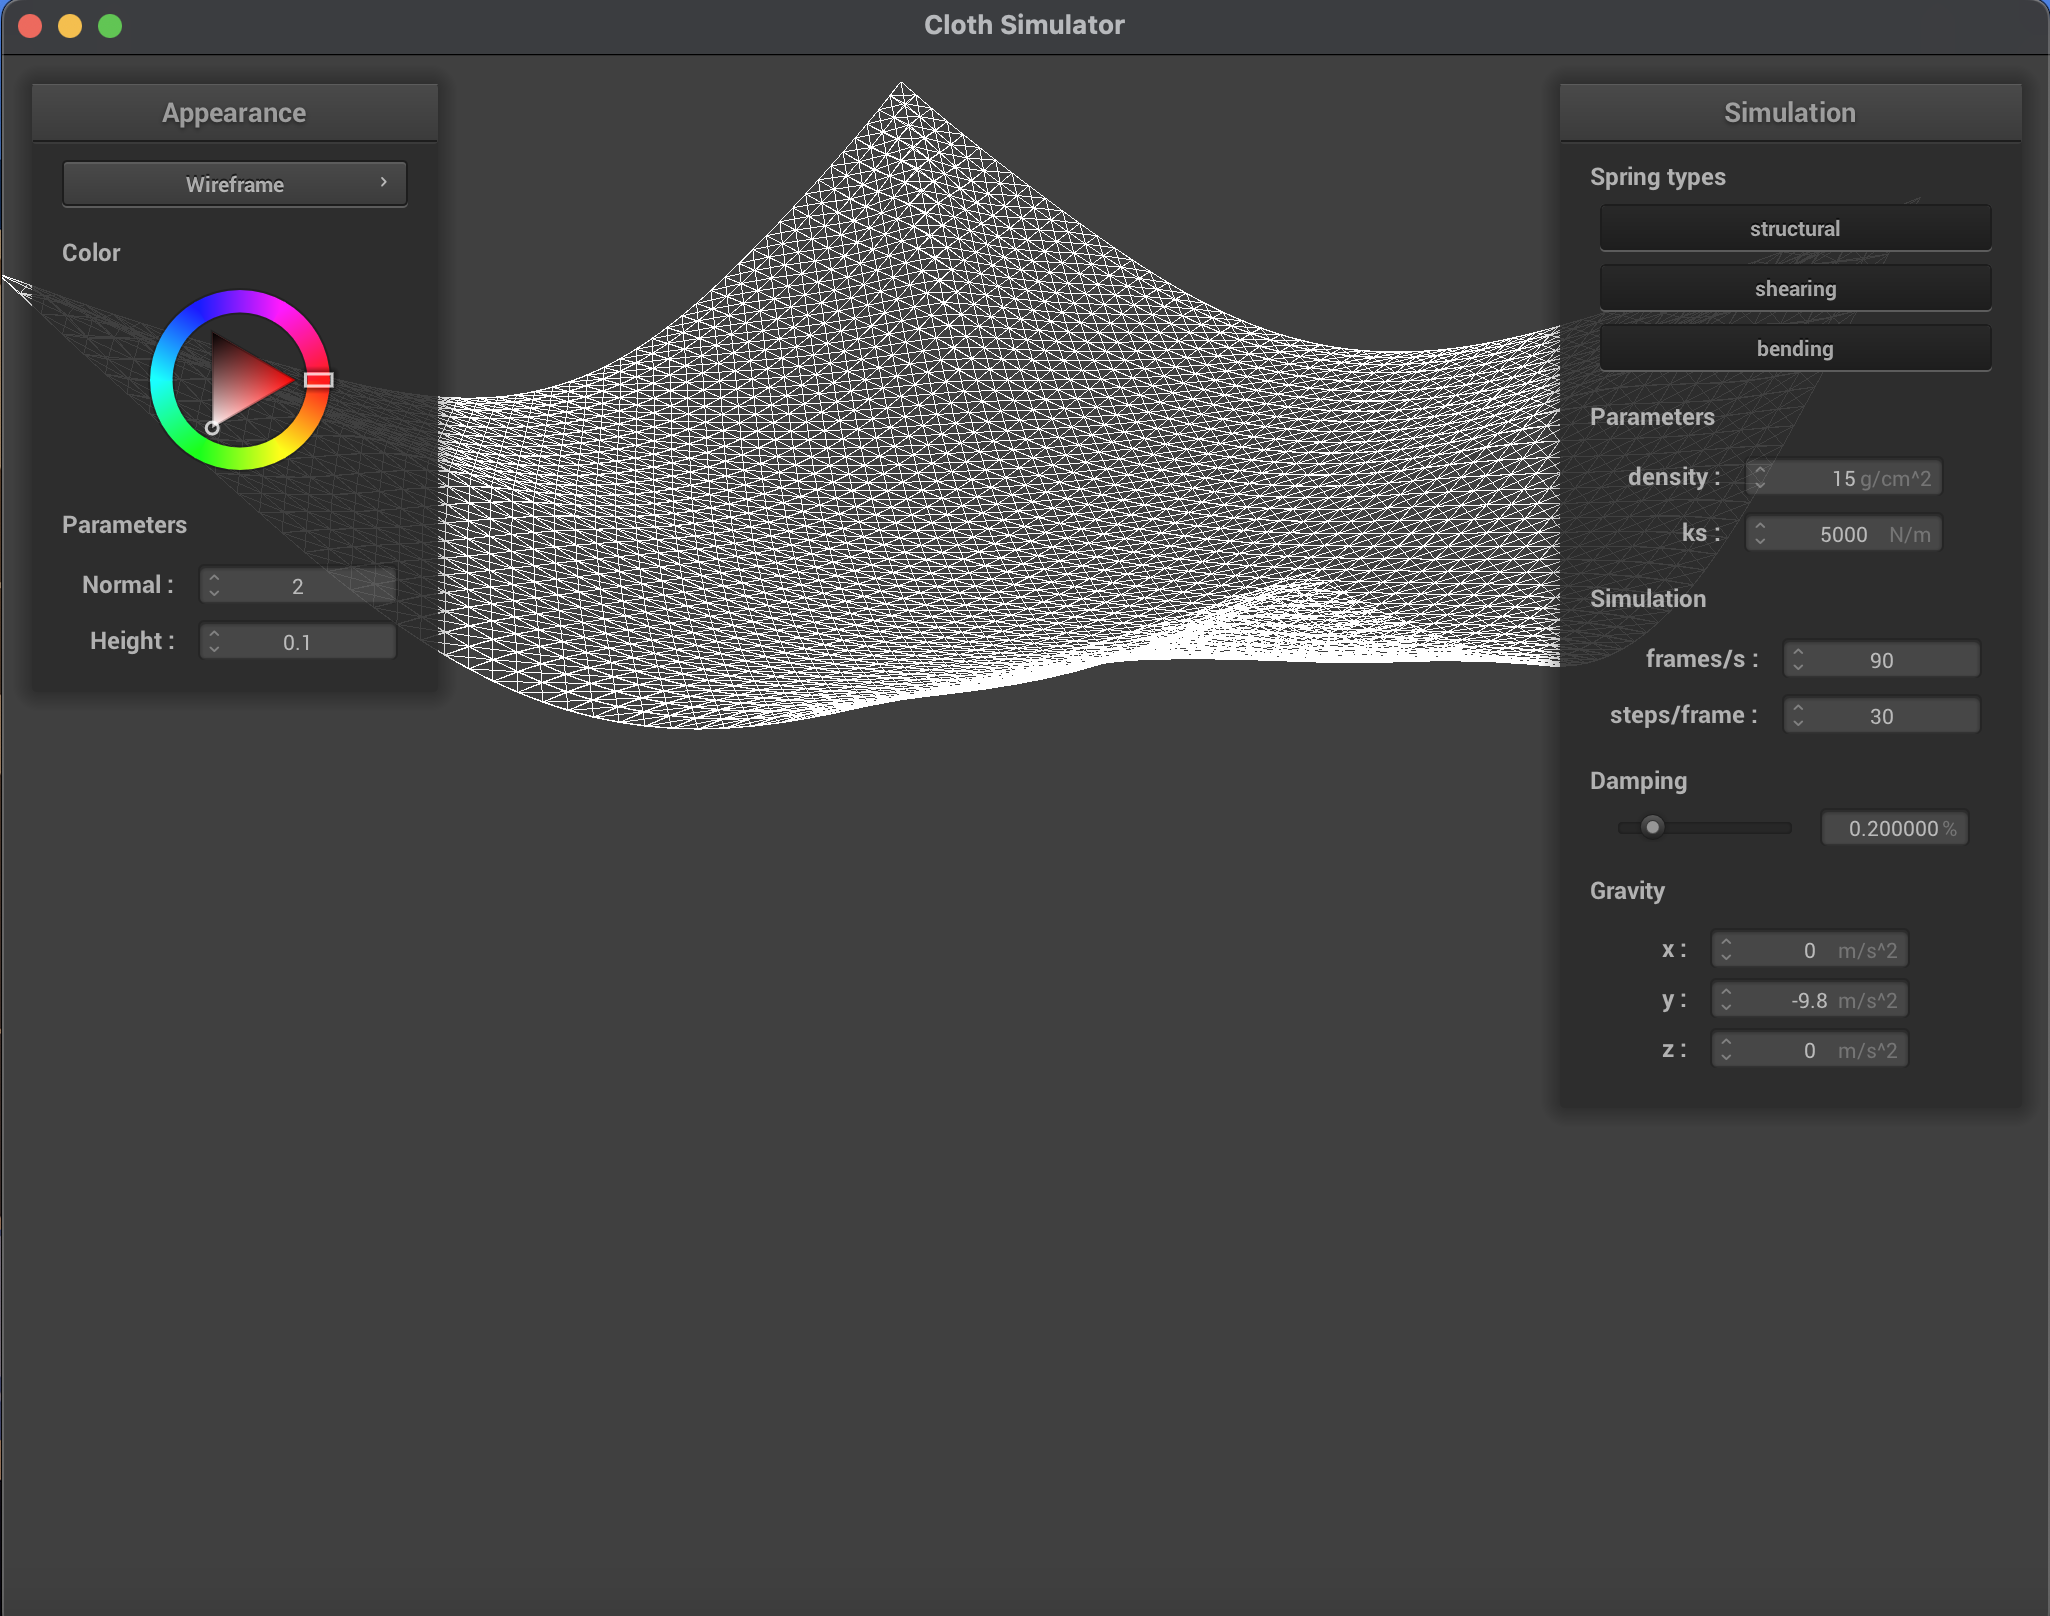 Cloth Simulator
Appearance
Wireframe
Color
Parameters
Normal : 2
Height : 0.1
Simulation
Spring types
structural
shearing
bending
Parameters
density : 15 g/cm^2
ks : 5000 N/m
Simulation
frames/s : 90
steps/frame : 30
Damping
0.200000 %
Gravity
x : 0 m/s^2
y : -9.8 m/s^2
z : 0 m/s^2